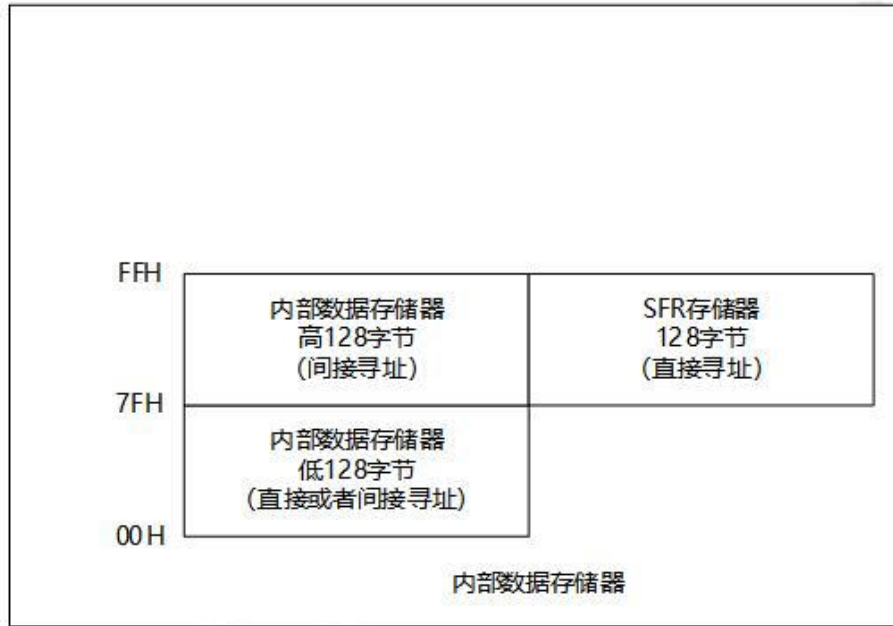 FFH
内部数据存储器
高128字节
(间接寻址)
SFR存储器
128字节
(直接寻址)
7FH
内部数据存储器
低128字节
(直接或者间接寻址)
00H
内部数据存储器